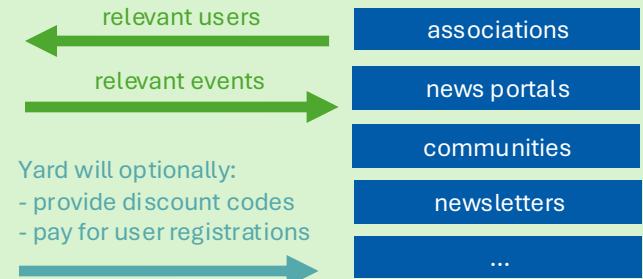 relevant users
relevant events
Yard will optionally:
- provide discount codes
- pay for user registrations
associations
news portals
communities
newsletters
...